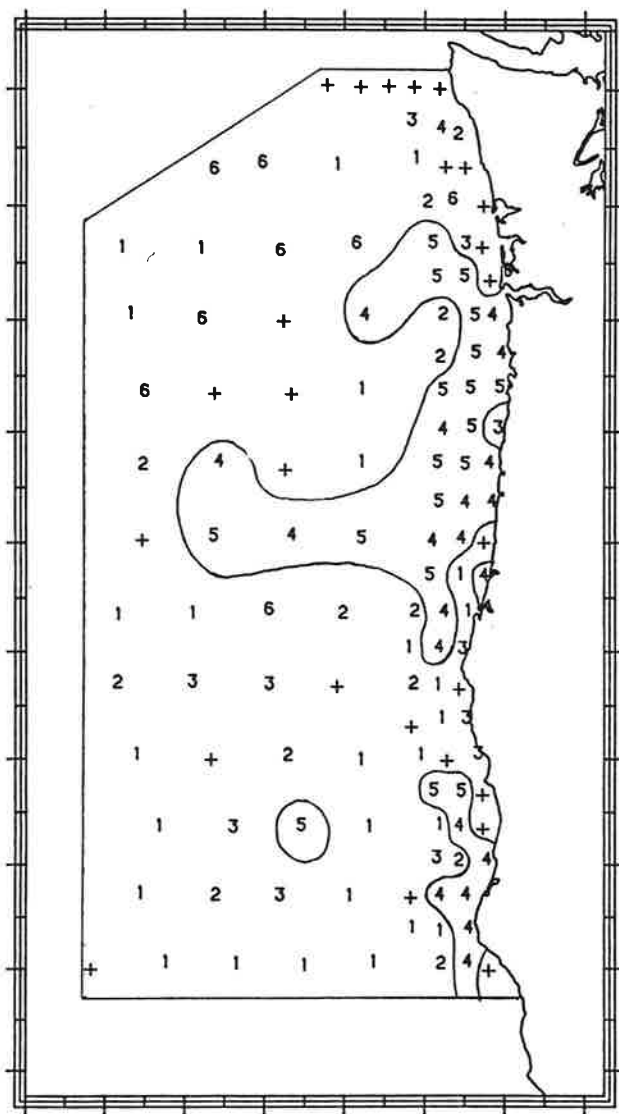 + + + + +
3 4 2
6 6 1 1 + +
2 6 +
1 1 6 6 5 3 +
5 5 +
1 6 + 4 2 5 4
2 5 4
6 + + 1 5 5 5
4 5 3
2 4 + 1 5 5 4
5 4 4
+ 5 4 5 4 4 +
5 1 4
1 1 6 2 2 4 1 4
1 4 3
2 3 3 + 2 1 +
+ 1 3
1 + 2 1 1 + 3
5 5 +
1 3 5 1 1 4 +
3 2 4
1 2 3 1 + 4 4
1 1 4
+ 1 1 1 1 2 4 +